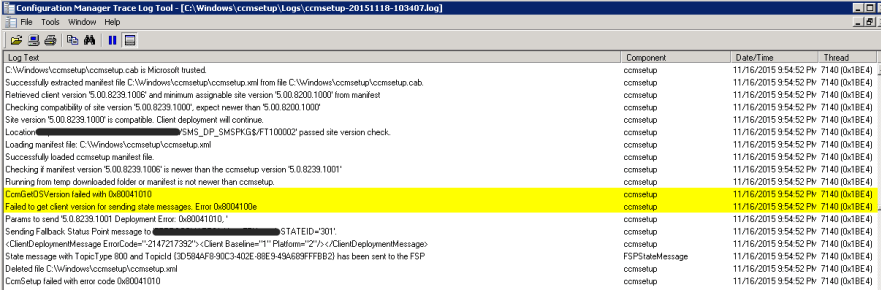 Configuration Manager Trace Log Tool - [C:\Windows\ccmsetup\Logs\ccmsetup-20151118-103407.log]
File Tools Window Help
Log Text Component Date/Time Thread
C:\Windows\ccmsetup\ccmsetup.cab is Microsoft trusted. ccmsetup 11/16/2015 9:54:52 PM 7140 (0x1BE4)
Successfully extracted manifest file C:\Windows\ccmsetup\ccmsetup.xml from file C:\Windows\ccmsetup\ccmsetup.cab. ccmsetup 11/16/2015 9:54:52 PM 7140 (0x1BE4)
Retrieved client version '5.00.8239.1006' and minimum assignable site version '5.00.8200.1000' from manifest ccmsetup 11/16/2015 9:54:52 PM 7140 (0x1BE4)
Checking compatibility of site version '5.00.8239.1000', expect newer than '5.00.8200.1000' ccmsetup 11/16/2015 9:54:52 PM 7140 (0x1BE4)
Site version '5.00.8239.1000' is compatible. Client deployment will continue. ccmsetup 11/16/2015 9:54:52 PM 7140 (0x1BE4)
Location /SMS_DP_SMSPKG$/FT100002' passed site version check. ccmsetup 11/16/2015 9:54:52 PM 7140 (0x1BE4)
Loading manifest file: C:\Windows\ccmsetup\ccmsetup.xml ccmsetup 11/16/2015 9:54:52 PM 7140 (0x1BE4)
Successfully loaded ccmsetup manifest file. ccmsetup 11/16/2015 9:54:52 PM 7140 (0x1BE4)
Checking if manifest version '5.00.8239.1006' is newer than the ccmsetup version '5.0.8239.1001' ccmsetup 11/16/2015 9:54:52 PM 7140 (0x1BE4)
Running from temp downloaded folder or manifest is not newer than ccmsetup. ccmsetup 11/16/2015 9:54:52 PM 7140 (0x1BE4)
CcmGetOSVersion failed with 0x80041010 ccmsetup 11/16/2015 9:54:52 PM 7140 (0x1BE4)
Failed to get client version for sending state messages. Error 0x8004100e ccmsetup 11/16/2015 9:54:52 PM 7140 (0x1BE4)
Params to send '5.0.8239.1001 Deployment Error: 0x80041010, ' ccmsetup 11/16/2015 9:54:52 PM 7140 (0x1BE4)
Sending Fallback Status Point message to STATEID='301'. ccmsetup 11/16/2015 9:54:52 PM 7140 (0x1BE4)
<ClientDeploymentMessage ErrorCode="-2147217392"><Client Baseline="1" Platform="2"/></ClientDeploymentMessage> ccmsetup 11/16/2015 9:54:52 PM 7140 (0x1BE4)
State message with TopicType 800 and TopicId {3D584AF8-90C3-402E-88E9-49A689FFFBB2} has been sent to the FSP FSPStateMessage 11/16/2015 9:54:52 PM 7140 (0x1BE4)
Deleted file C:\Windows\ccmsetup\ccmsetup.xml ccmsetup 11/16/2015 9:54:52 PM 7140 (0x1BE4)
CcmSetup failed with error code 0x80041010 ccmsetup 11/16/2015 9:54:52 PM 7140 (0x1BE4)